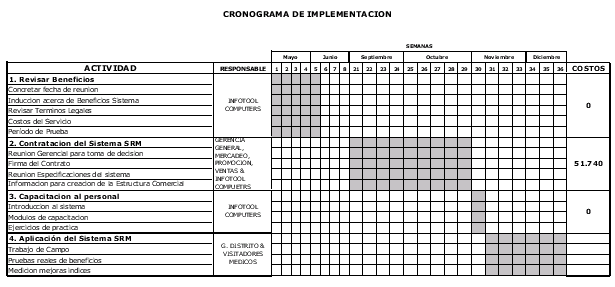 CRONOGRAMA DE IMPLEMENTACION
SEMANAS
Mayo Junio Septiembre Octubre Noviembre Diciembre
ACTIVIDAD RESPONSABLE 1 2 3 4 5 6 7 8 21 22 23 24 25 26 27 28 29 30 31 32 33 34 35 36 COSTOS
1. Revisar Beneficios
Concretar fecha de reunion
Induccion acerca de Beneficios Sistema
Revisar Terminos Legales
Costos del Servicio
Período de Prueba
INFOTOOL
COMPUTERS
0
2. Contratacion del Sistema SRM
Reunion Gerencial para toma de decision
Firma del Contrato
Reunion Especificaciones del sistema
Informacion para creacion de la Estructura Comercial
GERENCIA
GENERAL,
MERCADEO,
PROMOCION,
VENTAS &
INFOTOOL
COMPUETRS
51.740
3. Capacitacion al personal
Introduccion al sistema
Modulos de capacitacion
Ejercicios de practica
INFOTOOL
COMPUTERS
0
4. Aplicación del Sistema SRM
Trabajo de Campo
Pruebas reales de beneficios
Medicion mejoras indices
G. DISTRITO &
VISITADORES
MEDICOS